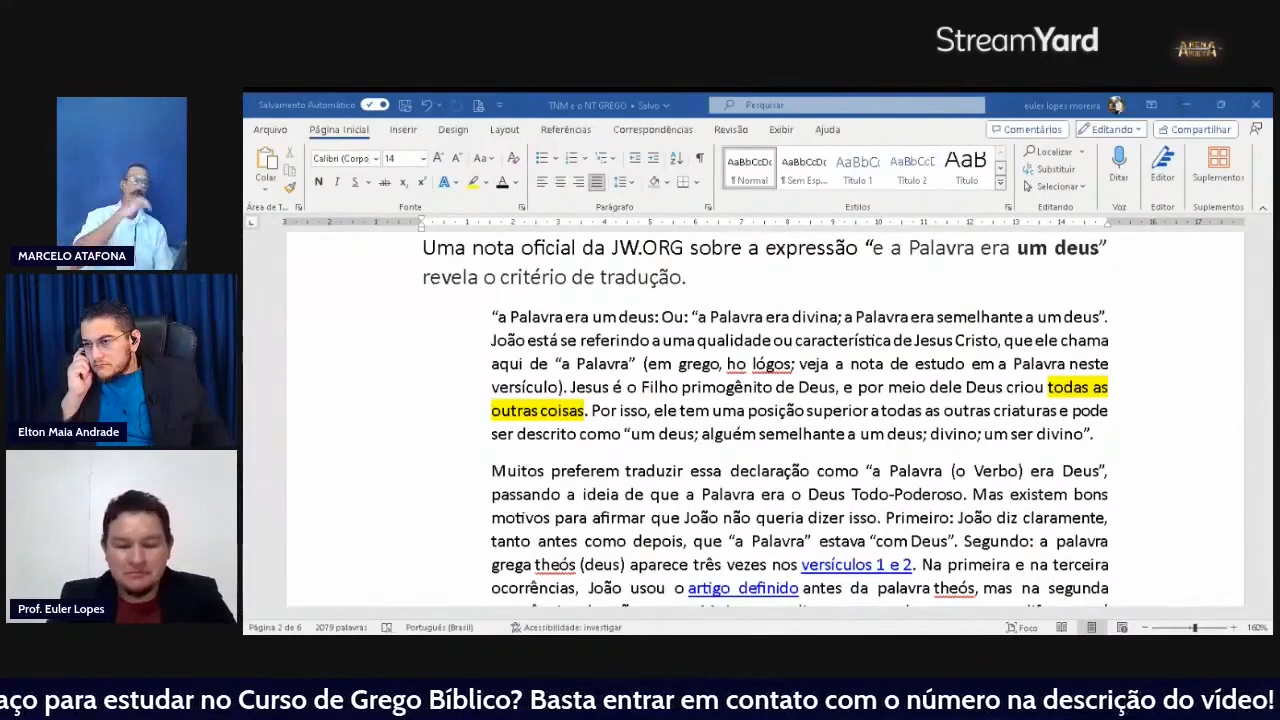 StreamYard
ARENA
Salvamento Automático
TNM e o NT GREGO • Salvo
Pesquisar
euler lopes moreira
Arquivo Página Inicial Inserir Design Layout Referências Correspondências Revisão Exibir Ajuda
Comentários Editando Compartilhar
Colar
Calibri (Corpo 14
N I S
AaBbCcDc AaBbCcDc AaBbC( AaBbCcD AaB
¶ Normal ¶ Sem Esp... Título 1 Título 2 Título
Localizar
Substituir
Selecionar
Ditar Editor Suplementos
Área de T... Fonte Parágrafo Estilos Editando Voz Editor Suplementos
Uma nota oficial da JW.ORG sobre a expressão “e a Palavra era um deus”
revela o critério de tradução.
“a Palavra era um deus: Ou: “a Palavra era divina; a Palavra era semelhante a um deus”.
João está se referindo a uma qualidade ou característica de Jesus Cristo, que ele chama
aqui de “a Palavra” (em grego, ho lógos; veja a nota de estudo em a Palavra neste
versículo). Jesus é o Filho primogênito de Deus, e por meio dele Deus criou todas as
outras coisas. Por isso, ele tem uma posição superior a todas as outras criaturas e pode
ser descrito como “um deus; alguém semelhante a um deus; divino; um ser divino”.
Muitos preferem traduzir essa declaração como “a Palavra (o Verbo) era Deus”,
passando a ideia de que a Palavra era o Deus Todo-Poderoso. Mas existem bons
motivos para afirmar que João não queria dizer isso. Primeiro: João diz claramente,
tanto antes como depois, que “a Palavra” estava “com Deus”. Segundo: a palavra
grega theós (deus) aparece três vezes nos versículos 1 e 2. Na primeira e na terceira
ocorrências, João usou o artigo definido antes da palavra theós, mas na segunda
Página 2 de 6 2079 palavras Português (Brasil) Acessibilidade: investigar Foco 160%
MARCELO ATAFONA
Elton Maia Andrade
Prof. Euler Lopes
aço para estudar no Curso de Grego Bíblico? Basta entrar em contato com o número na descrição do vídeo!